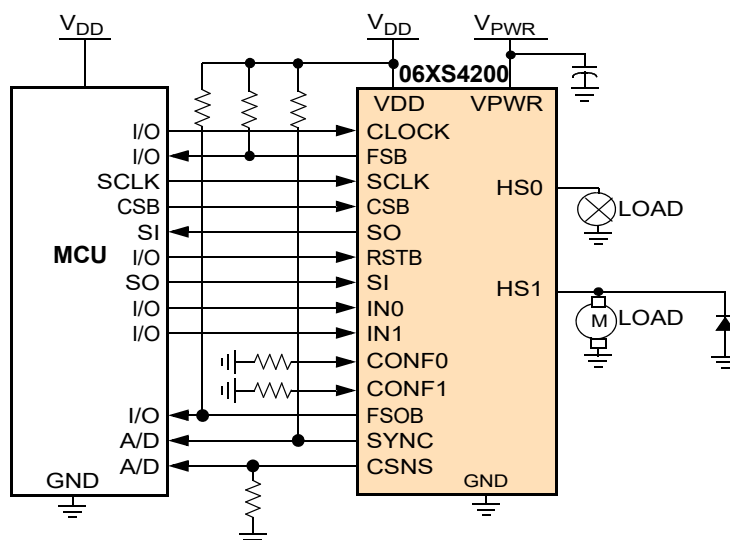 VDD
VDD
VPWR
06XS4200
VDD
VPWR
I/O
CLOCK
I/O
FSB
SCLK
SCLK
HS0
CSB
CSB
LOAD
SI
SO
MCU
I/O
RSTB
SO
SI
HS1
I/O
IN0
M
LOAD
I/O
IN1
CONF0
CONF1
I/O
FSOB
A/D
SYNC
A/D
CSNS
GND
GND